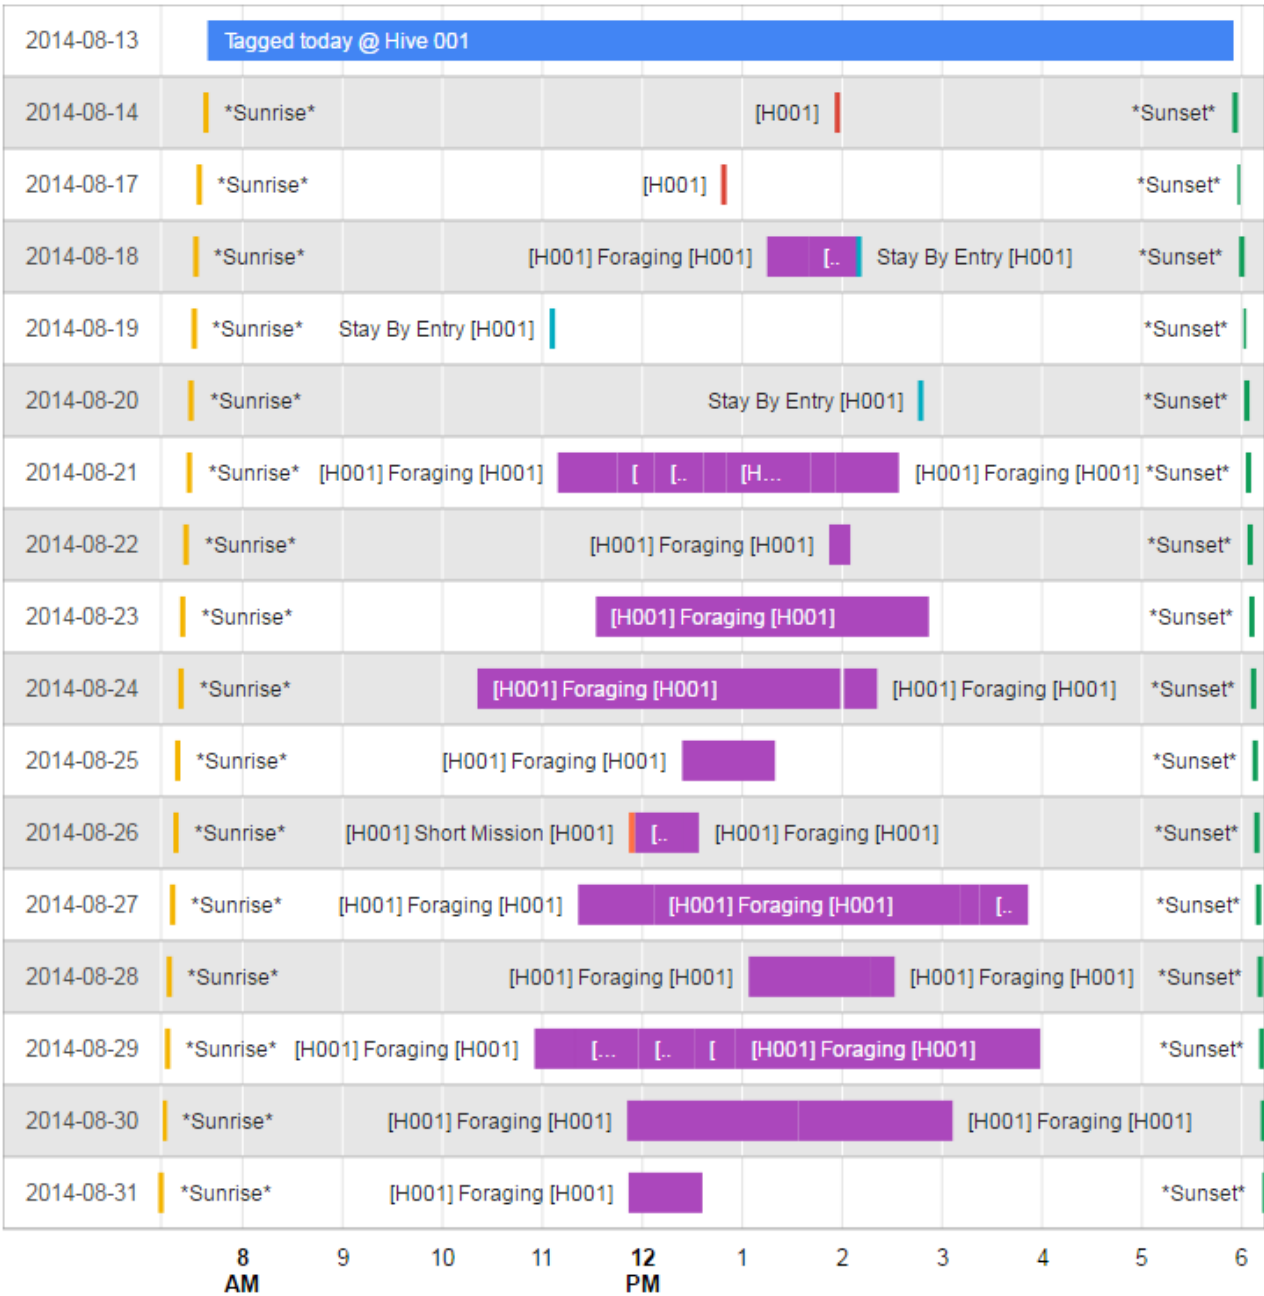 2014-08-13 Tagged today @ Hive 001
2014-08-14 *Sunrise* [H001] *Sunset*
2014-08-17 *Sunrise* [H001] *Sunset*
2014-08-18 *Sunrise* [H001] Foraging [H001] [.. Stay By Entry [H001] *Sunset*
2014-08-19 *Sunrise* Stay By Entry [H001] *Sunset*
2014-08-20 *Sunrise* Stay By Entry [H001] *Sunset*
2014-08-21 *Sunrise* [H001] Foraging [H001] [ [.. [H... [H001] Foraging [H001] *Sunset*
2014-08-22 *Sunrise* [H001] Foraging [H001] *Sunset*
2014-08-23 *Sunrise* [H001] Foraging [H001] *Sunset*
2014-08-24 *Sunrise* [H001] Foraging [H001] [H001] Foraging [H001] *Sunset*
2014-08-25 *Sunrise* [H001] Foraging [H001] *Sunset*
2014-08-26 *Sunrise* [H001] Short Mission [H001] [.. [H001] Foraging [H001] *Sunset*
2014-08-27 *Sunrise* [H001] Foraging [H001] [H001] Foraging [H001] [.. *Sunset*
2014-08-28 *Sunrise* [H001] Foraging [H001] [H001] Foraging [H001] *Sunset*
2014-08-29 *Sunrise* [H001] Foraging [H001] [... [.. [ [H001] Foraging [H001] *Sunset*
2014-08-30 *Sunrise* [H001] Foraging [H001] [H001] Foraging [H001]
2014-08-31 *Sunrise* [H001] Foraging [H001] *Sunset*
8 9 10 11 12 1 2 3 4 5 6
AM PM